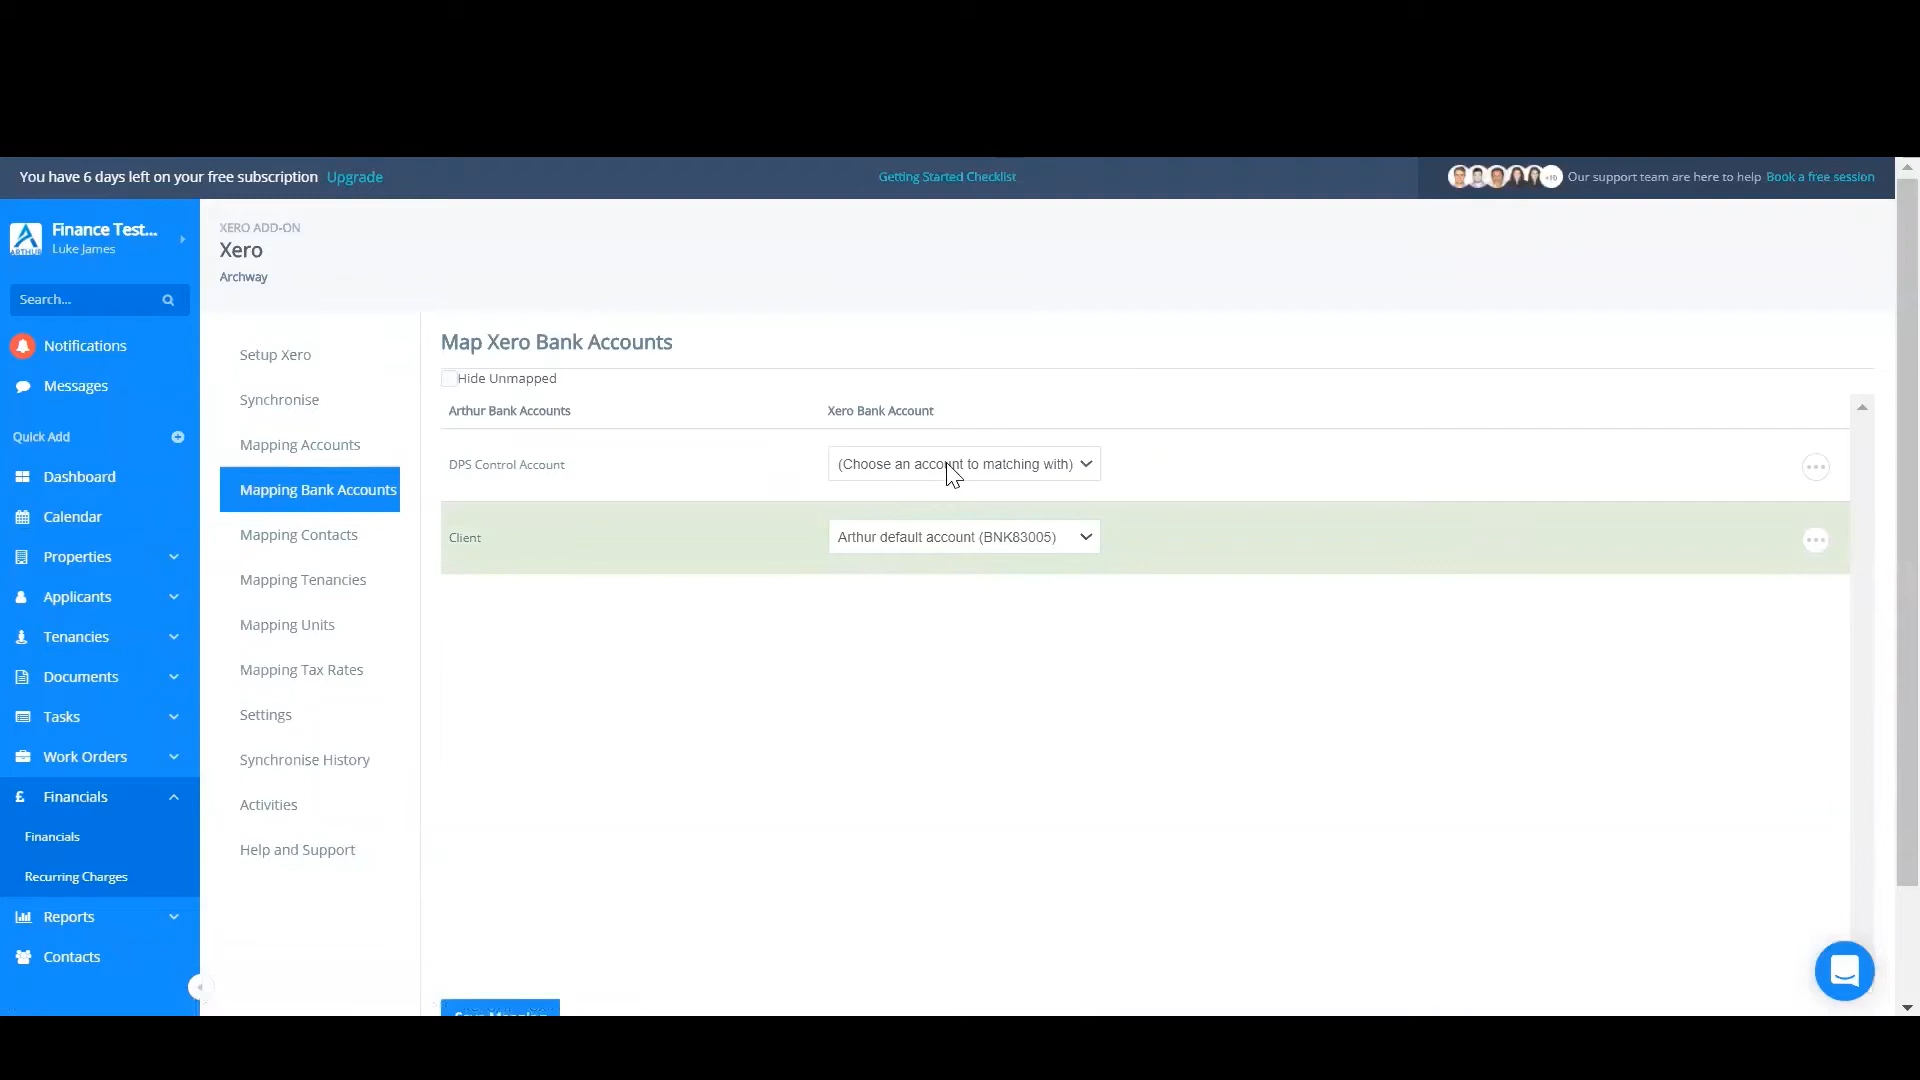 You have 6 days left on your free subscription Upgrade
Getting Started Checklist
+10 Our support team are here to help Book a free session
ARTHUR
Finance Test...
Luke James
Search...
Notifications
Messages
Quick Add
Dashboard
Calendar
Properties
Applicants
Tenancies
Documents
Tasks
Work Orders
£ Financials
Financials
Recurring Charges
Reports
Contacts
XERO ADD-ON
Xero
Archway
Setup Xero
Synchronise
Mapping Accounts
Mapping Bank Accounts
Mapping Contacts
Mapping Tenancies
Mapping Units
Mapping Tax Rates
Settings
Synchronise History
Activities
Help and Support
Map Xero Bank Accounts
Hide Unmapped
Arthur Bank Accounts Xero Bank Account
DPS Control Account (Choose an account to matching with)
Client Arthur default account (BNK83005)
Save Mapping